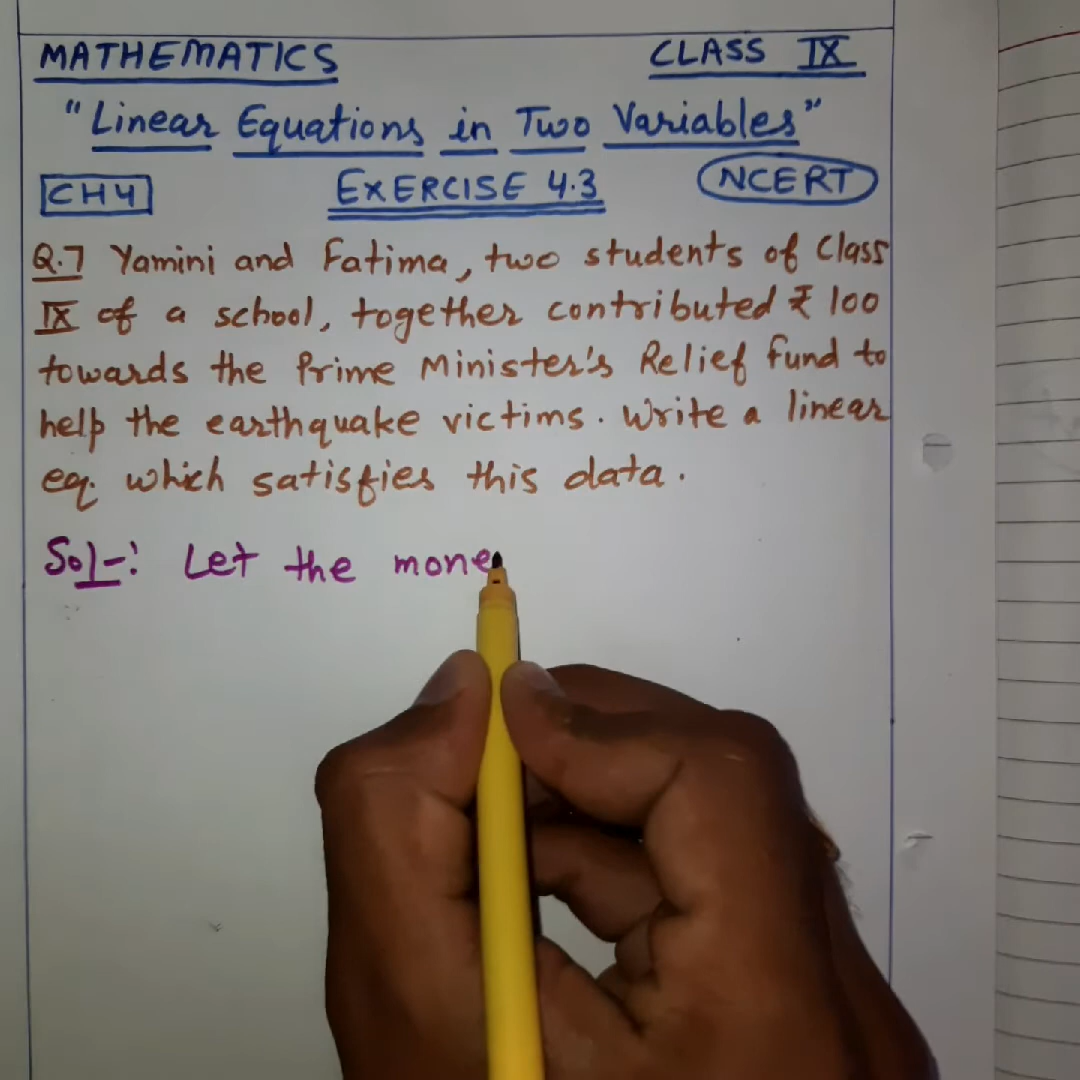 MATHEMATICS CLASS IX
"Linear Equations in Two Variables"
CH4 EXERCISE 4.3 NCERT
Q.7 Yamini and Fatima, two students of Class
IX of a school, together contributed ₹ 100
towards the Prime Minister's Relief fund to
help the earthquake victims. Write a linear
eq. which satisfies this data.
Sol-: Let the mone